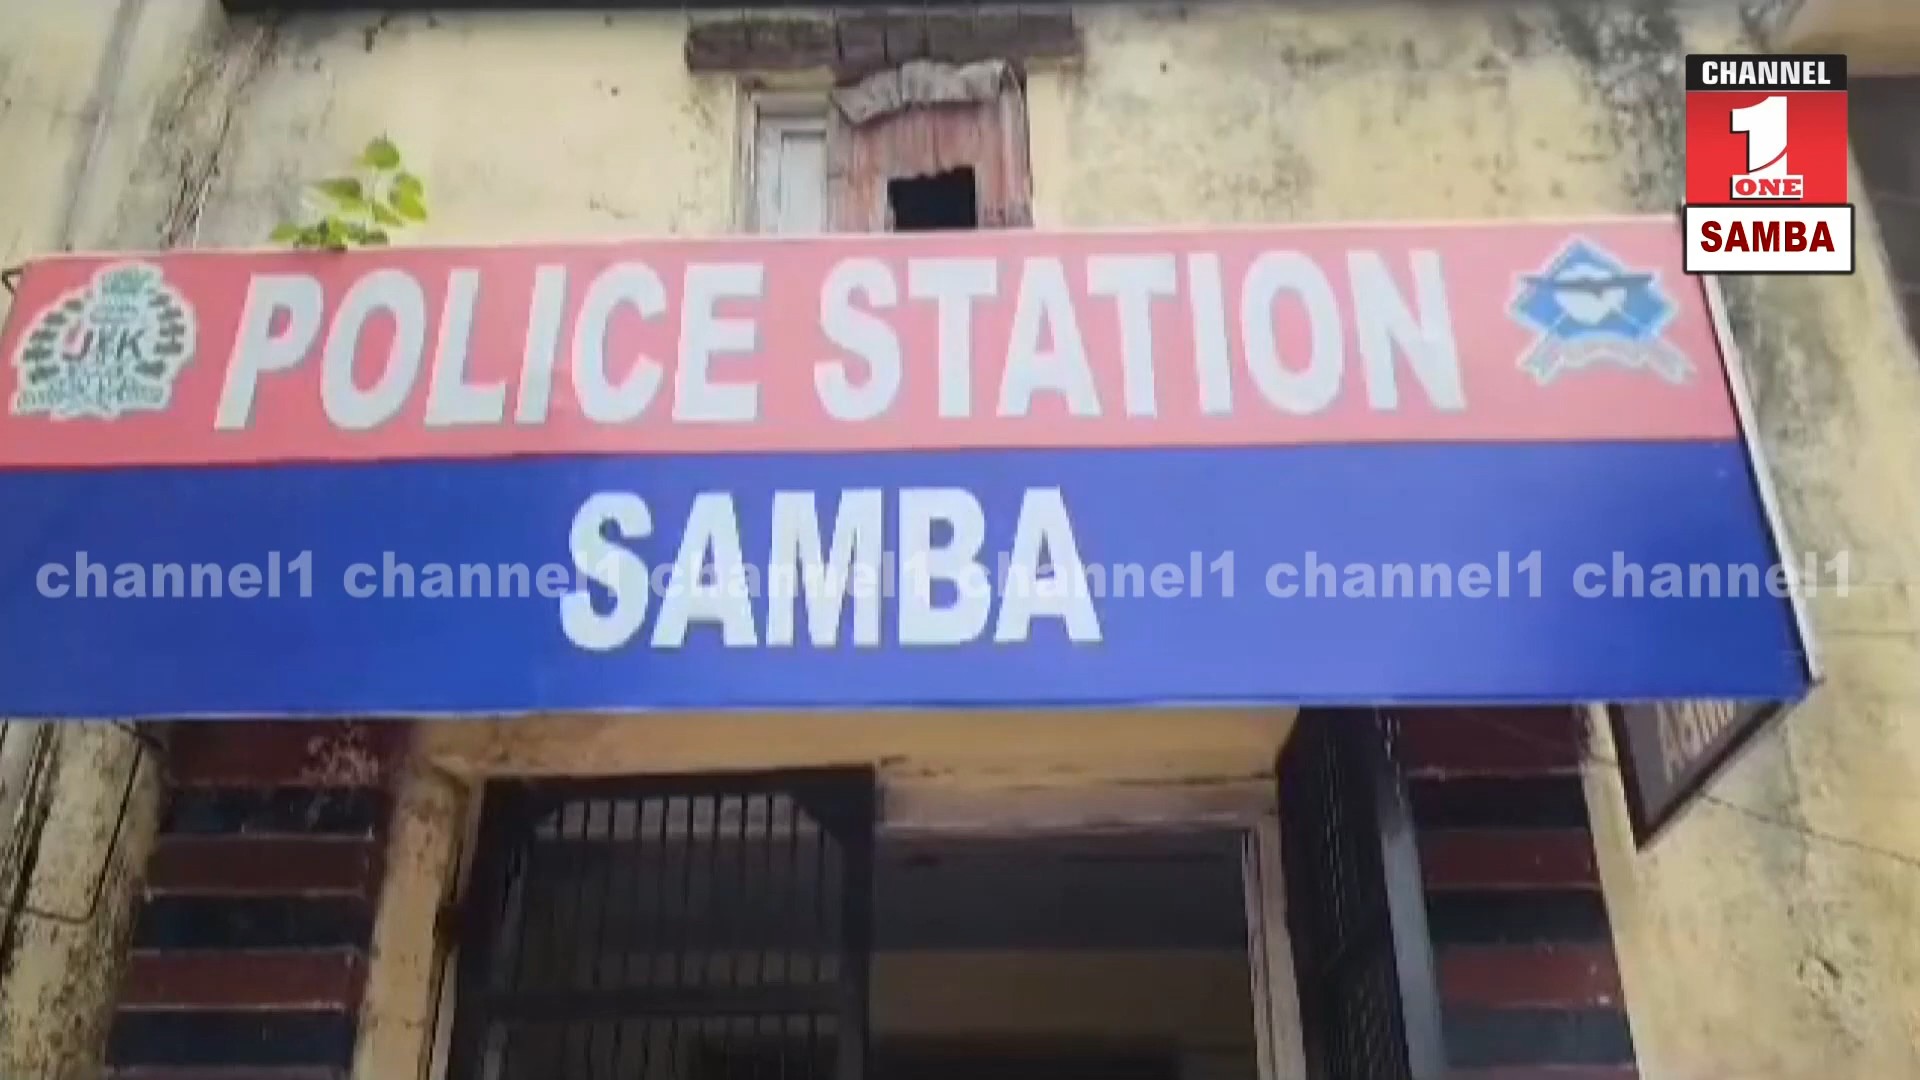 CHANNEL
1
ONE
SAMBA
J&K
POLICE STATION
SAMBA
channel1 channel1 channel1 channel1 channel1 channel1